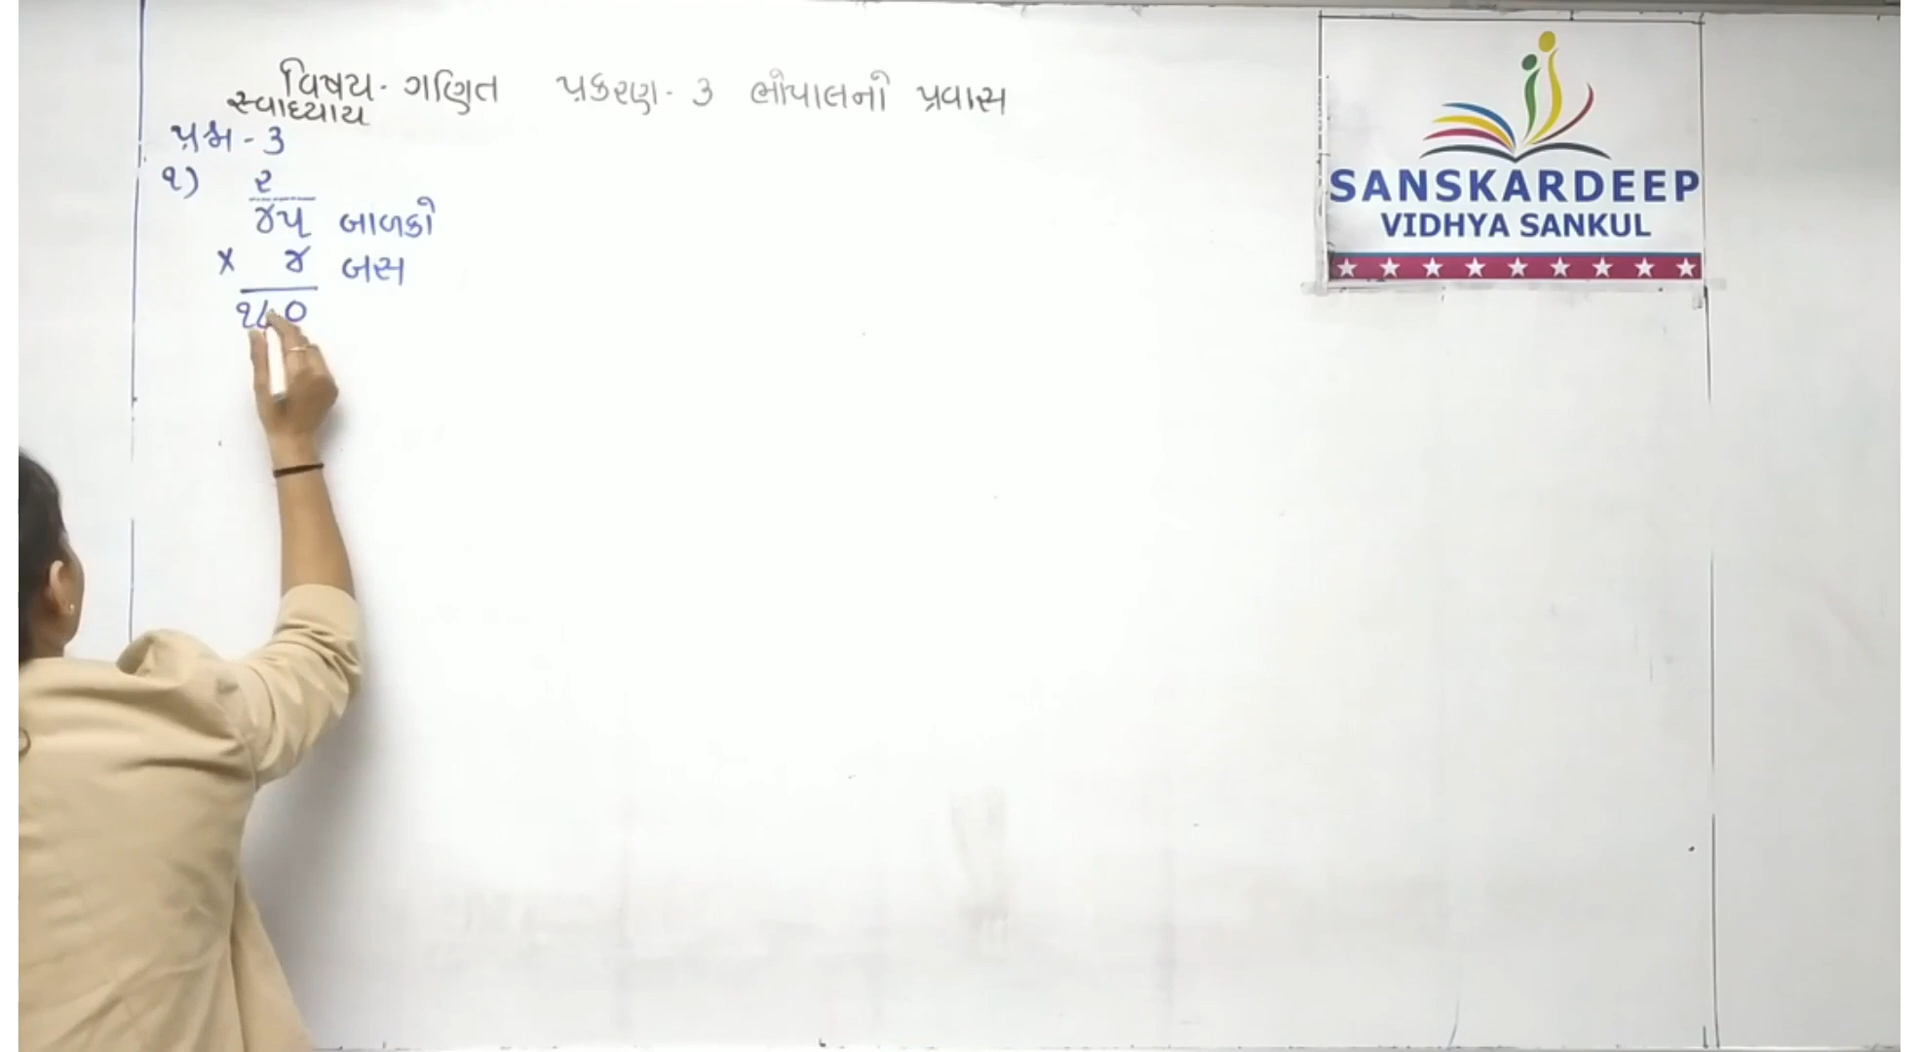 વિષય - ગણિત પ્રકરણ - ૩ ભોપાલનો પ્રવાસ
સ્વાધ્યાય
પ્રશ્ન - ૩
૧) ૨
૪૫ બાળકો
× ૪ બસ
૧૮૦
SANSKARDEEP
VIDHYA SANKUL